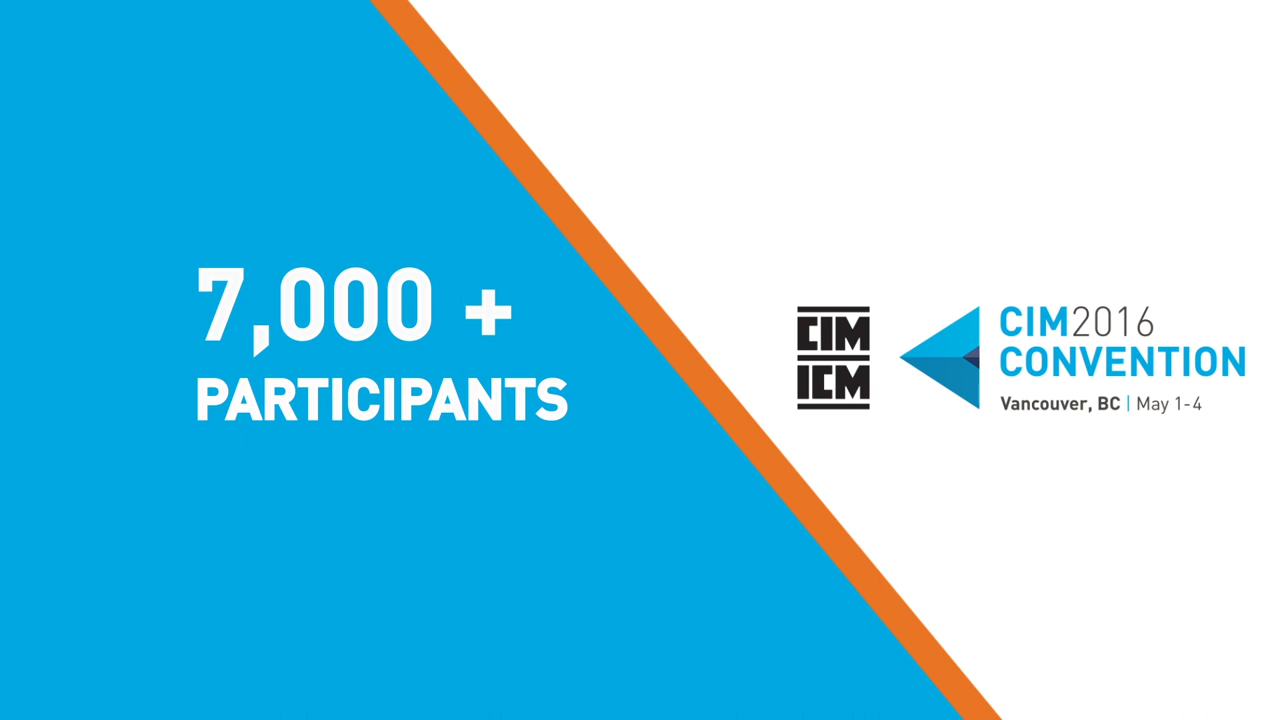 7,000 +
PARTICIPANTS
CIM
ICM
CIM2016
CONVENTION
Vancouver, BC | May 1-4